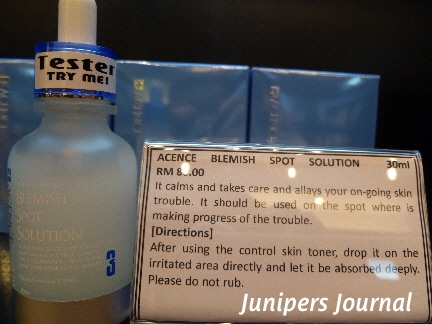 Tester
TRY ME!
BLEMISH
SPOT
SOLUTION
3
ACENCE BLEMISH SPOT SOLUTION 30ml
RM
It calms and takes care and allays your on-going skin
trouble. It should be used on the spot where is
making progress of the trouble.
[Directions]
After using the control skin toner, drop it on the
irritated area directly and let it be absorbed deeply.
Please do not rub.
Junipers Journal